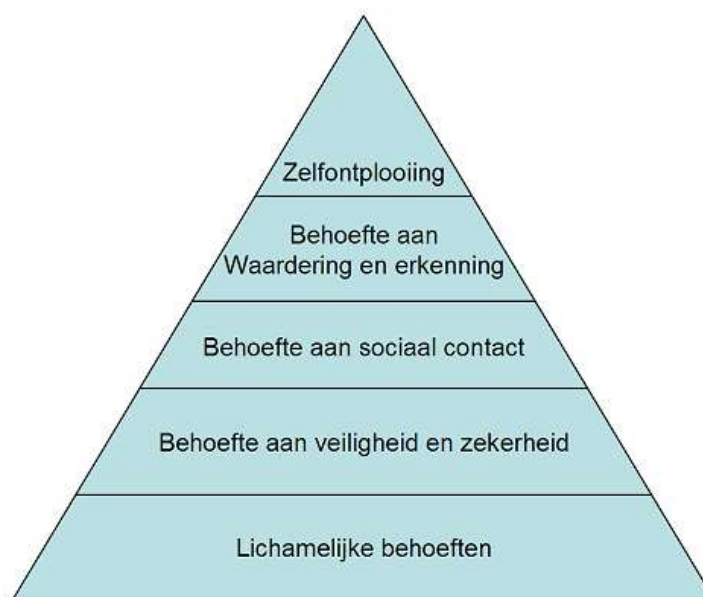 Zelfontplooiing
Behoefte aan
Waardering en erkenning
Behoefte aan sociaal contact
Behoefte aan veiligheid en zekerheid
Lichamelijke behoeften